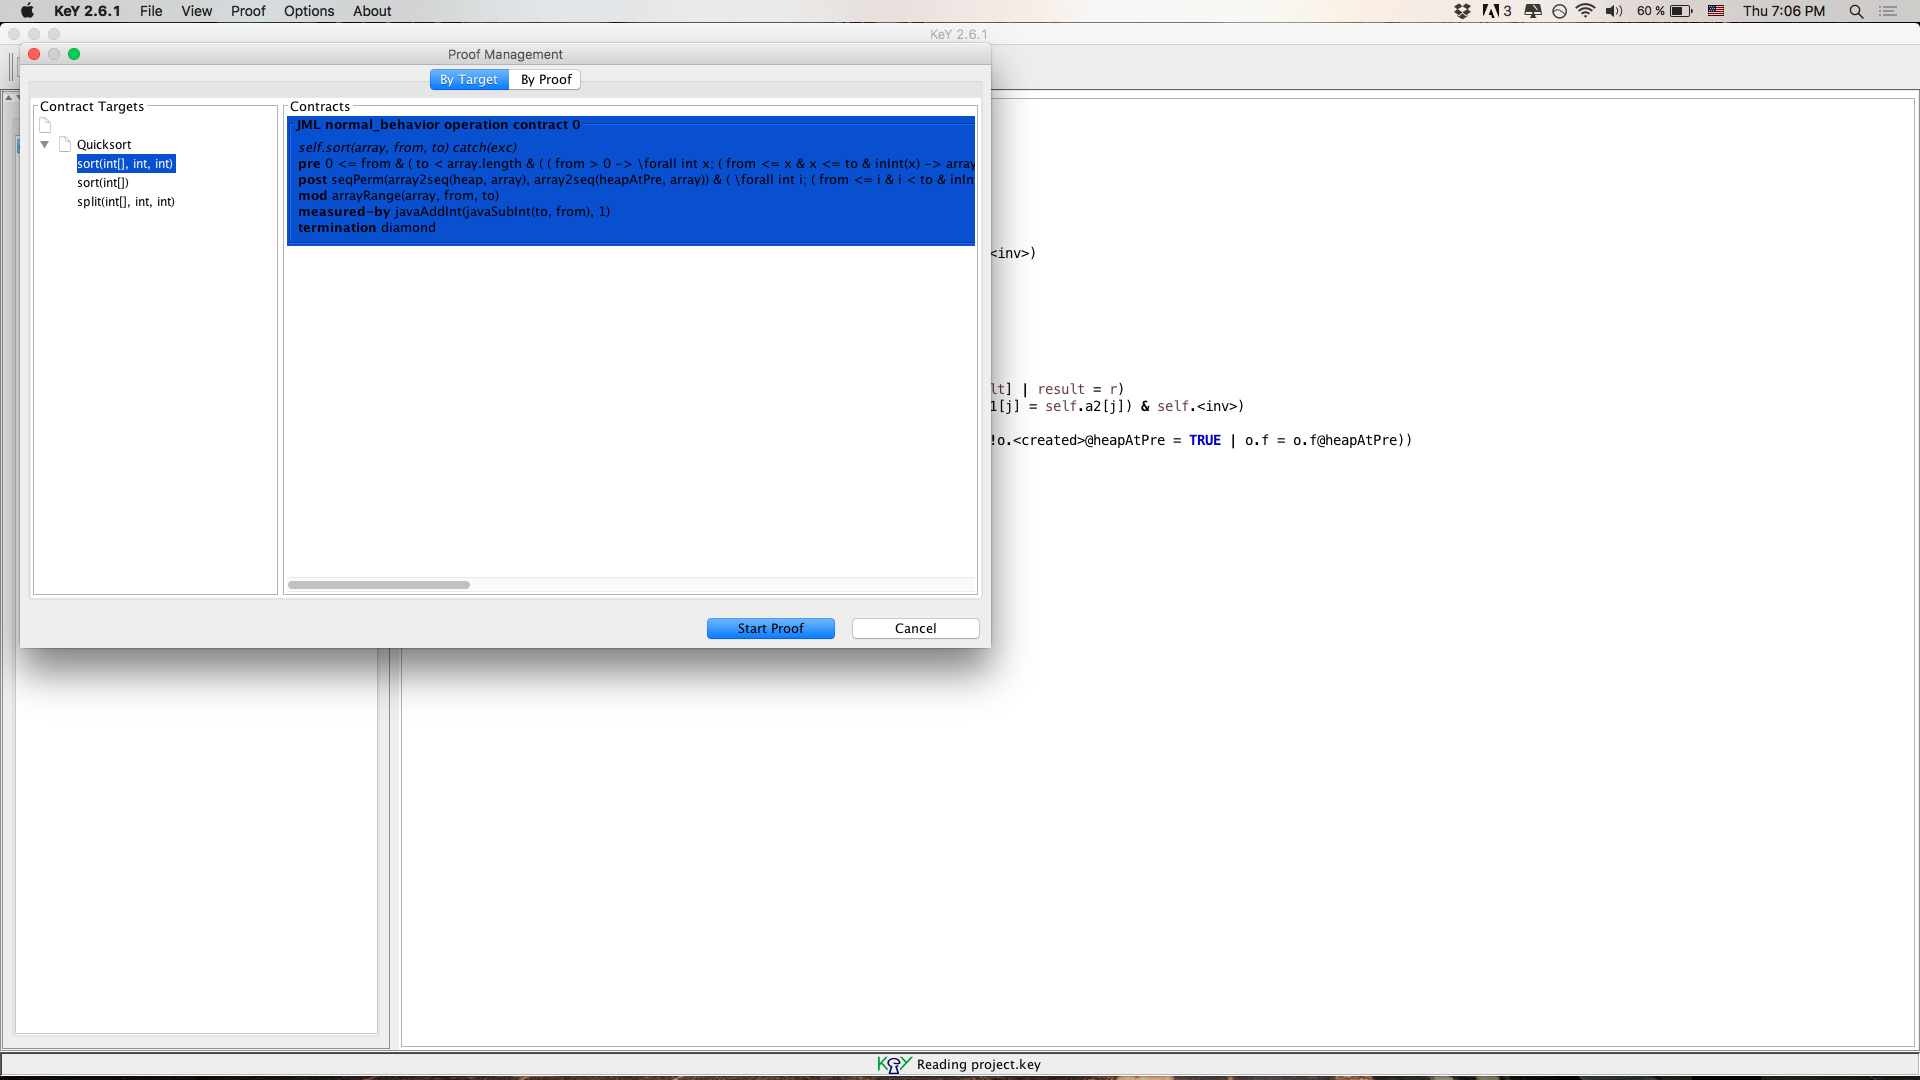 KeY 2.6.1 File View Proof Options About 3 60 % Thu 7:06 PM
KeY 2.6.1
Proof Management
By Target By Proof
Contract Targets
Quicksort
sort(int[], int, int)
sort(int[])
split(int[], int, int)
Contracts
JML normal_behavior operation contract 0
self.sort(array, from, to) catch(exc)
pre 0 <= from & ( to < array.length & ( ( from > 0 -> \forall int x; ( from <= x & x <= to & inInt(x) -> array
post seqPerm(array2seq(heap, array), array2seq(heapAtPre, array)) & ( \forall int i; ( from <= i & i < to & inIn
mod arrayRange(array, from, to)
measured-by javaAddInt(javaSubInt(to, from), 1)
termination diamond
Start Proof Cancel
<inv>)
lt] | result = r)
1[j] = self.a2[j]) & self.<inv>)
!o.<created>@heapAtPre = TRUE | o.f = o.f@heapAtPre))
KeY Reading project.key